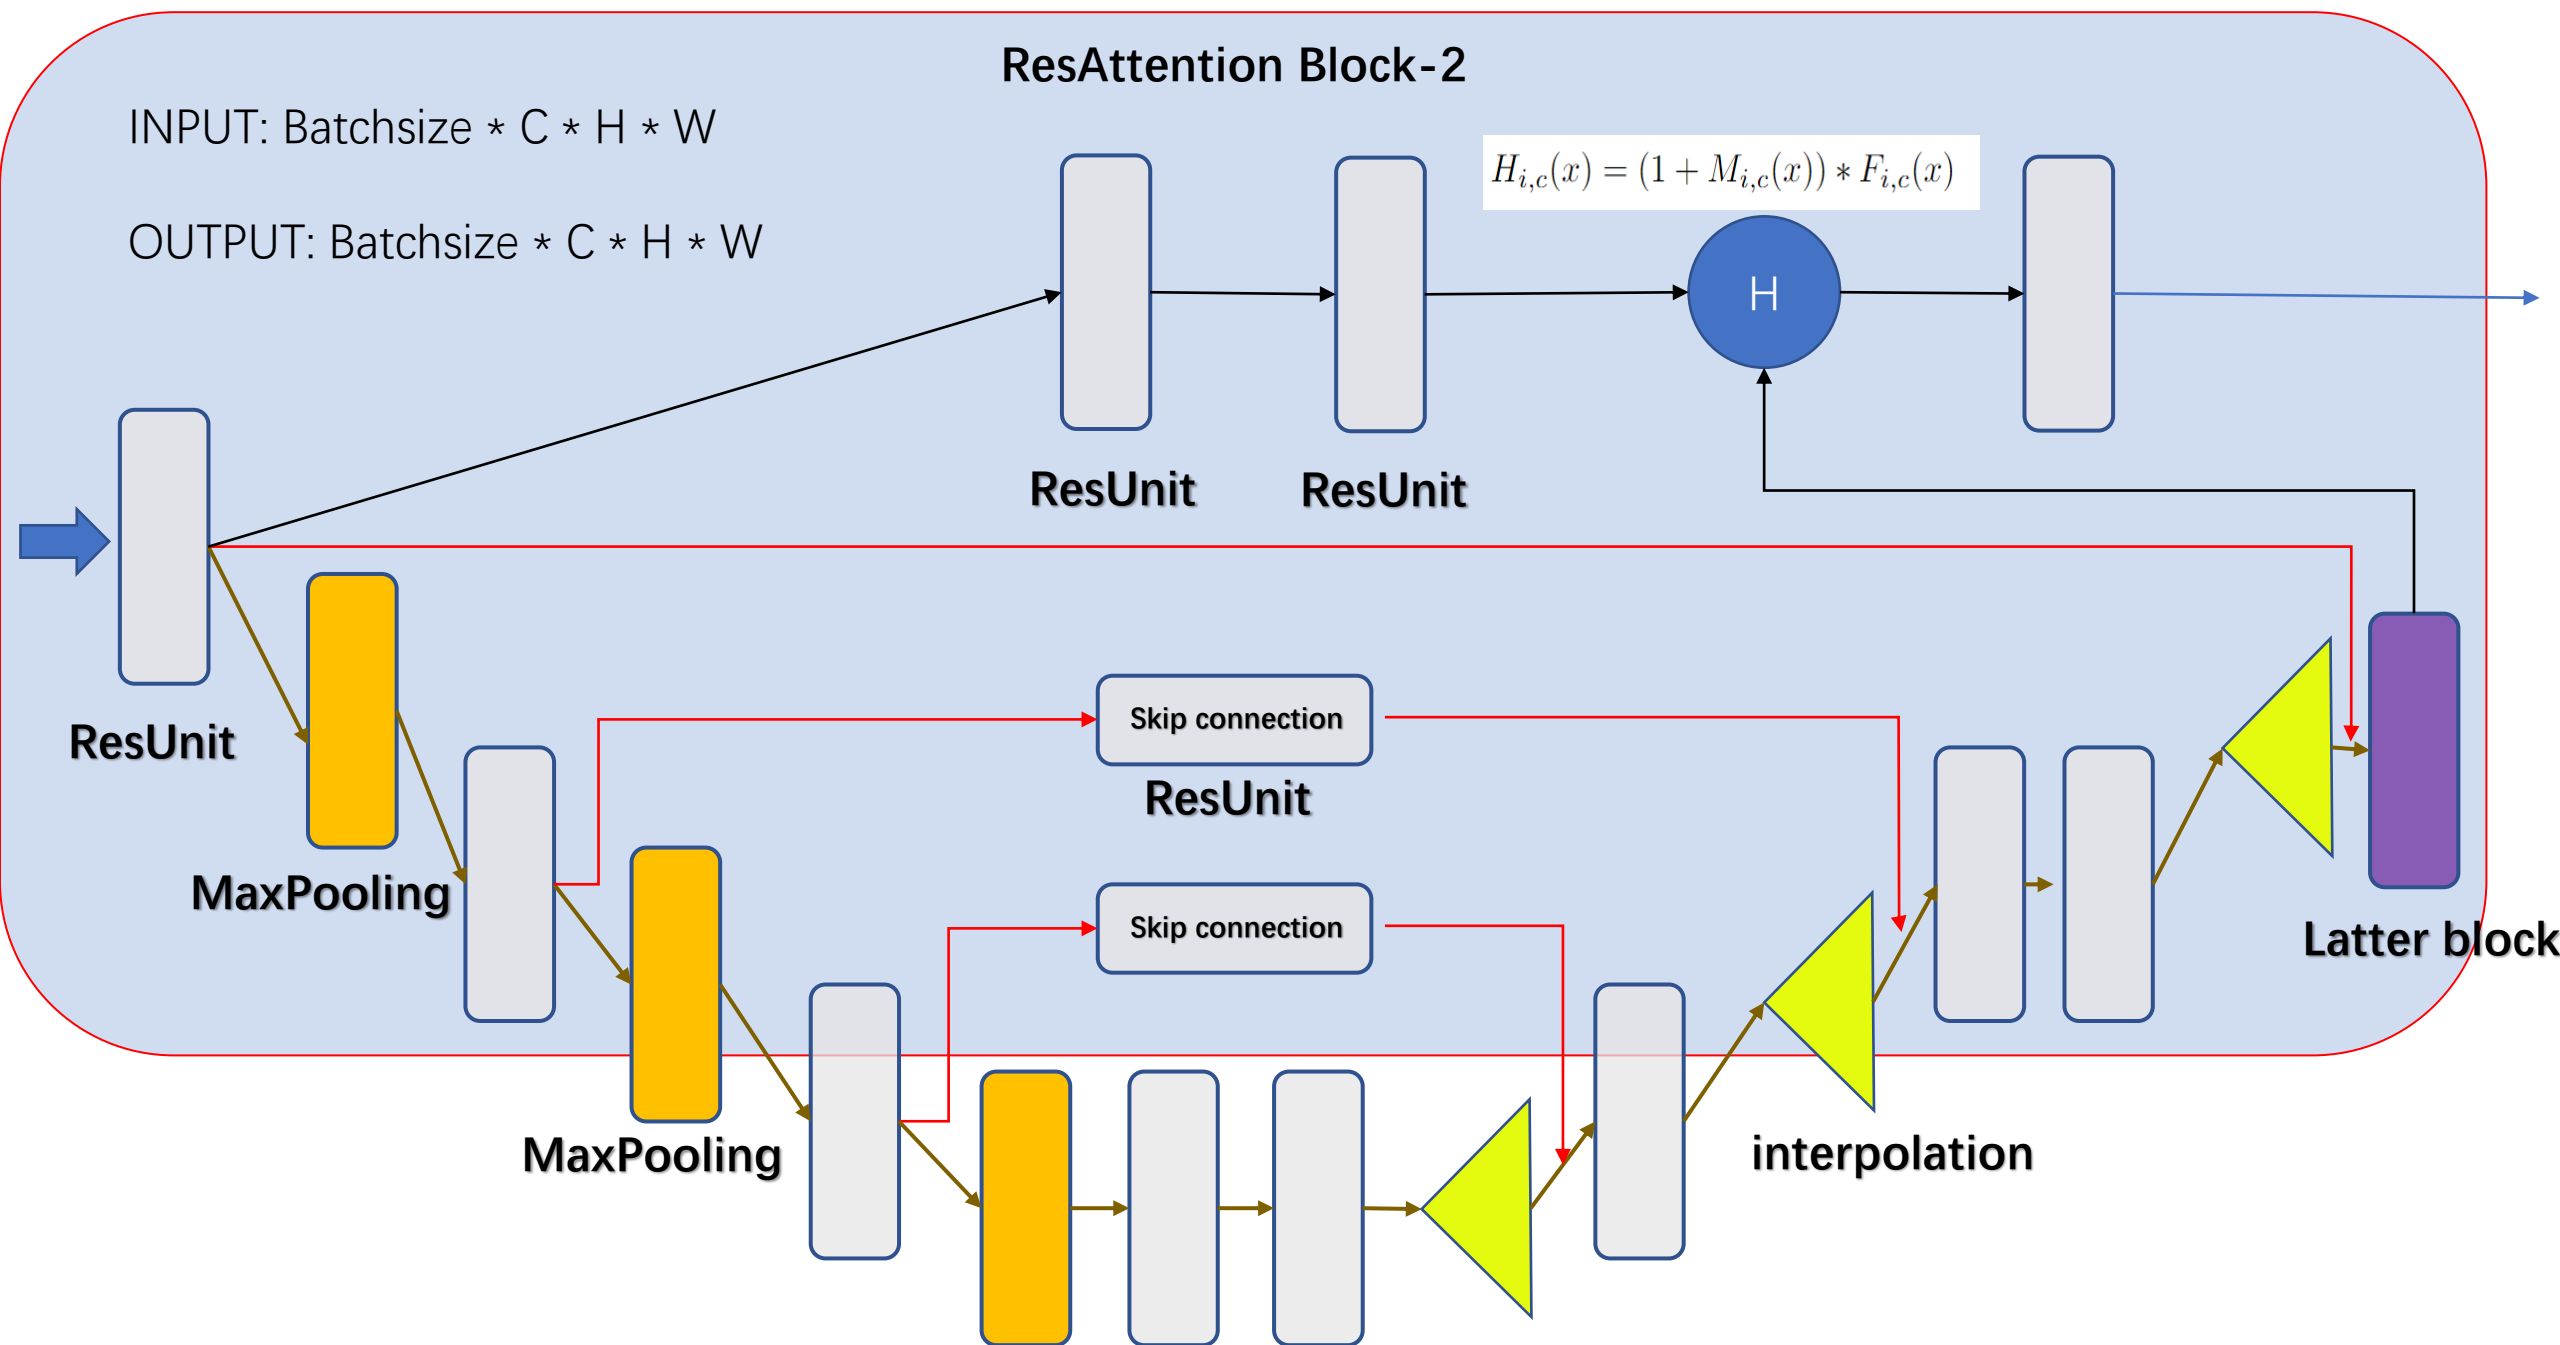 ResAttention Block-2
INPUT: Batchsize * C * H * W
$H_{i,c}(x) = (1 + M_{i,c}(x)) * F_{i,c}(x)$
OUTPUT: Batchsize * C * H * W
H
ResUnit
ResUnit
ResUnit
Skip connection
ResUnit
MaxPooling
Skip connection
Latter block
MaxPooling
interpolation